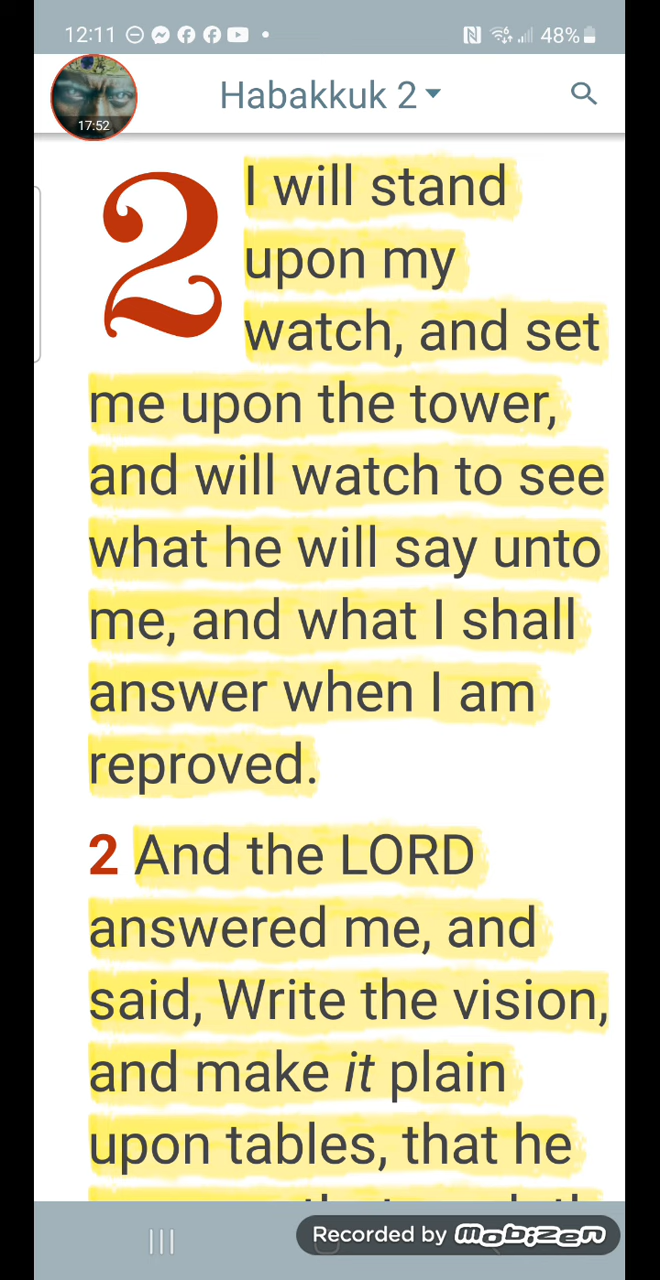 12:11 48%
17:52
Habakkuk 2
2 I will stand
upon my
watch, and set
me upon the tower,
and will watch to see
what he will say unto
me, and what I shall
answer when I am
reproved.
2 And the LORD
answered me, and
said, Write the vision,
and make it plain
upon tables, that he
Recorded by mobizen